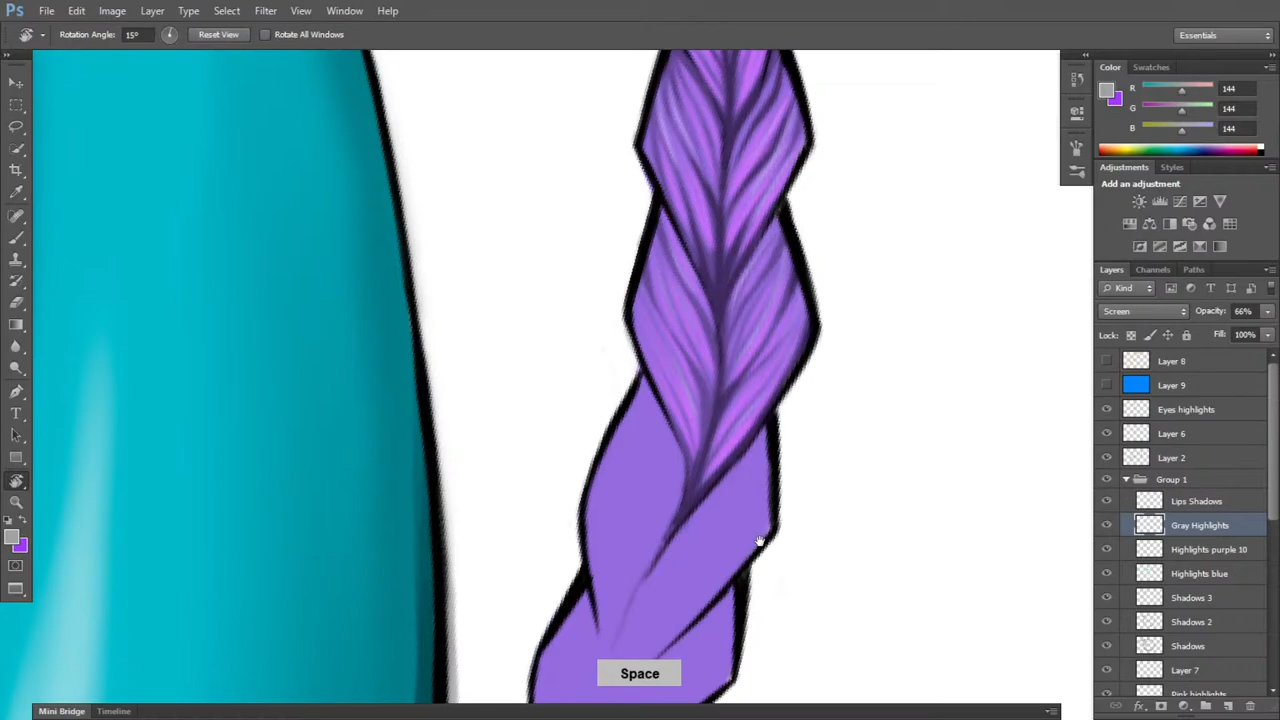 Ps File Edit Image Layer Type Select Filter View Window Help
Rotation Angle: 15° Reset View Rotate All Windows Essentials
Color Swatches
R 144
G 144
B 144
Adjustments Styles
Add an adjustment
Layers Channels Paths
Kind
Screen Opacity: 66%
Lock: Fill: 100%
Layer 8
Layer 9
Eyes highlights
Layer 6
Layer 2
Group 1
Lips Shadows
Gray Highlights
Highlights purple 10
Highlights blue
Shadows 3
Shadows 2
Shadows
Layer 7
Pink highlights
Space
Mini Bridge Timeline